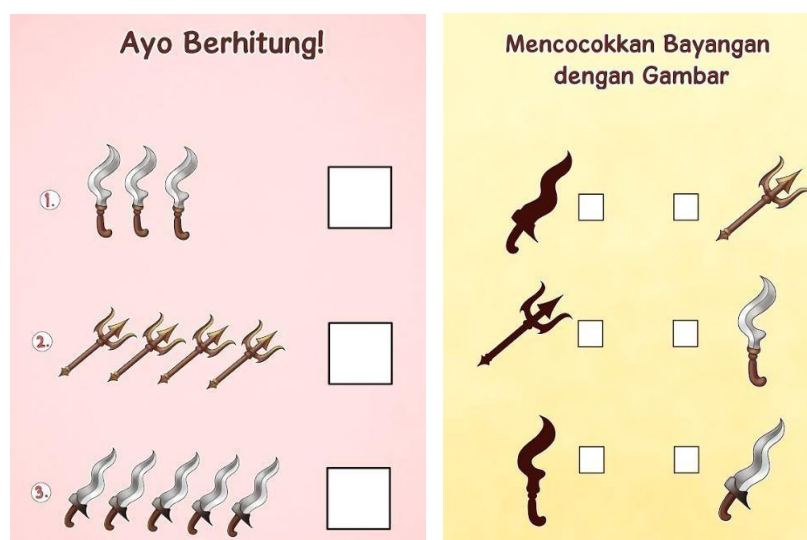 Ayo Berhitung!
1.
2.
3.
Mencocokkan Bayangan
dengan Gambar